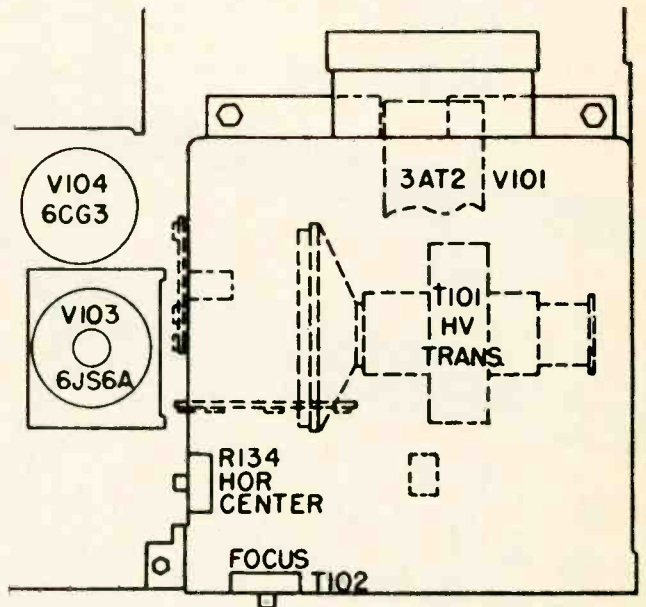 V104
6CG3
3AT2 V101
V103
6JS6A
T101
HV
TRANS.
R134
HOR
CENTER
FOCUS
T102